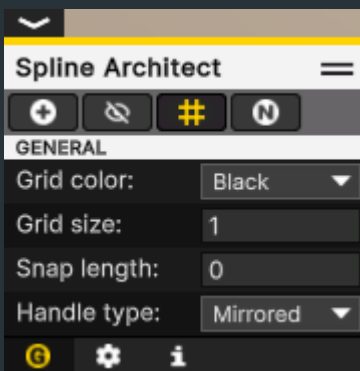 Spline Architect
N
GENERAL
Grid color: Black
Grid size: 1
Snap length: 0
Handle type: Mirrored
G i